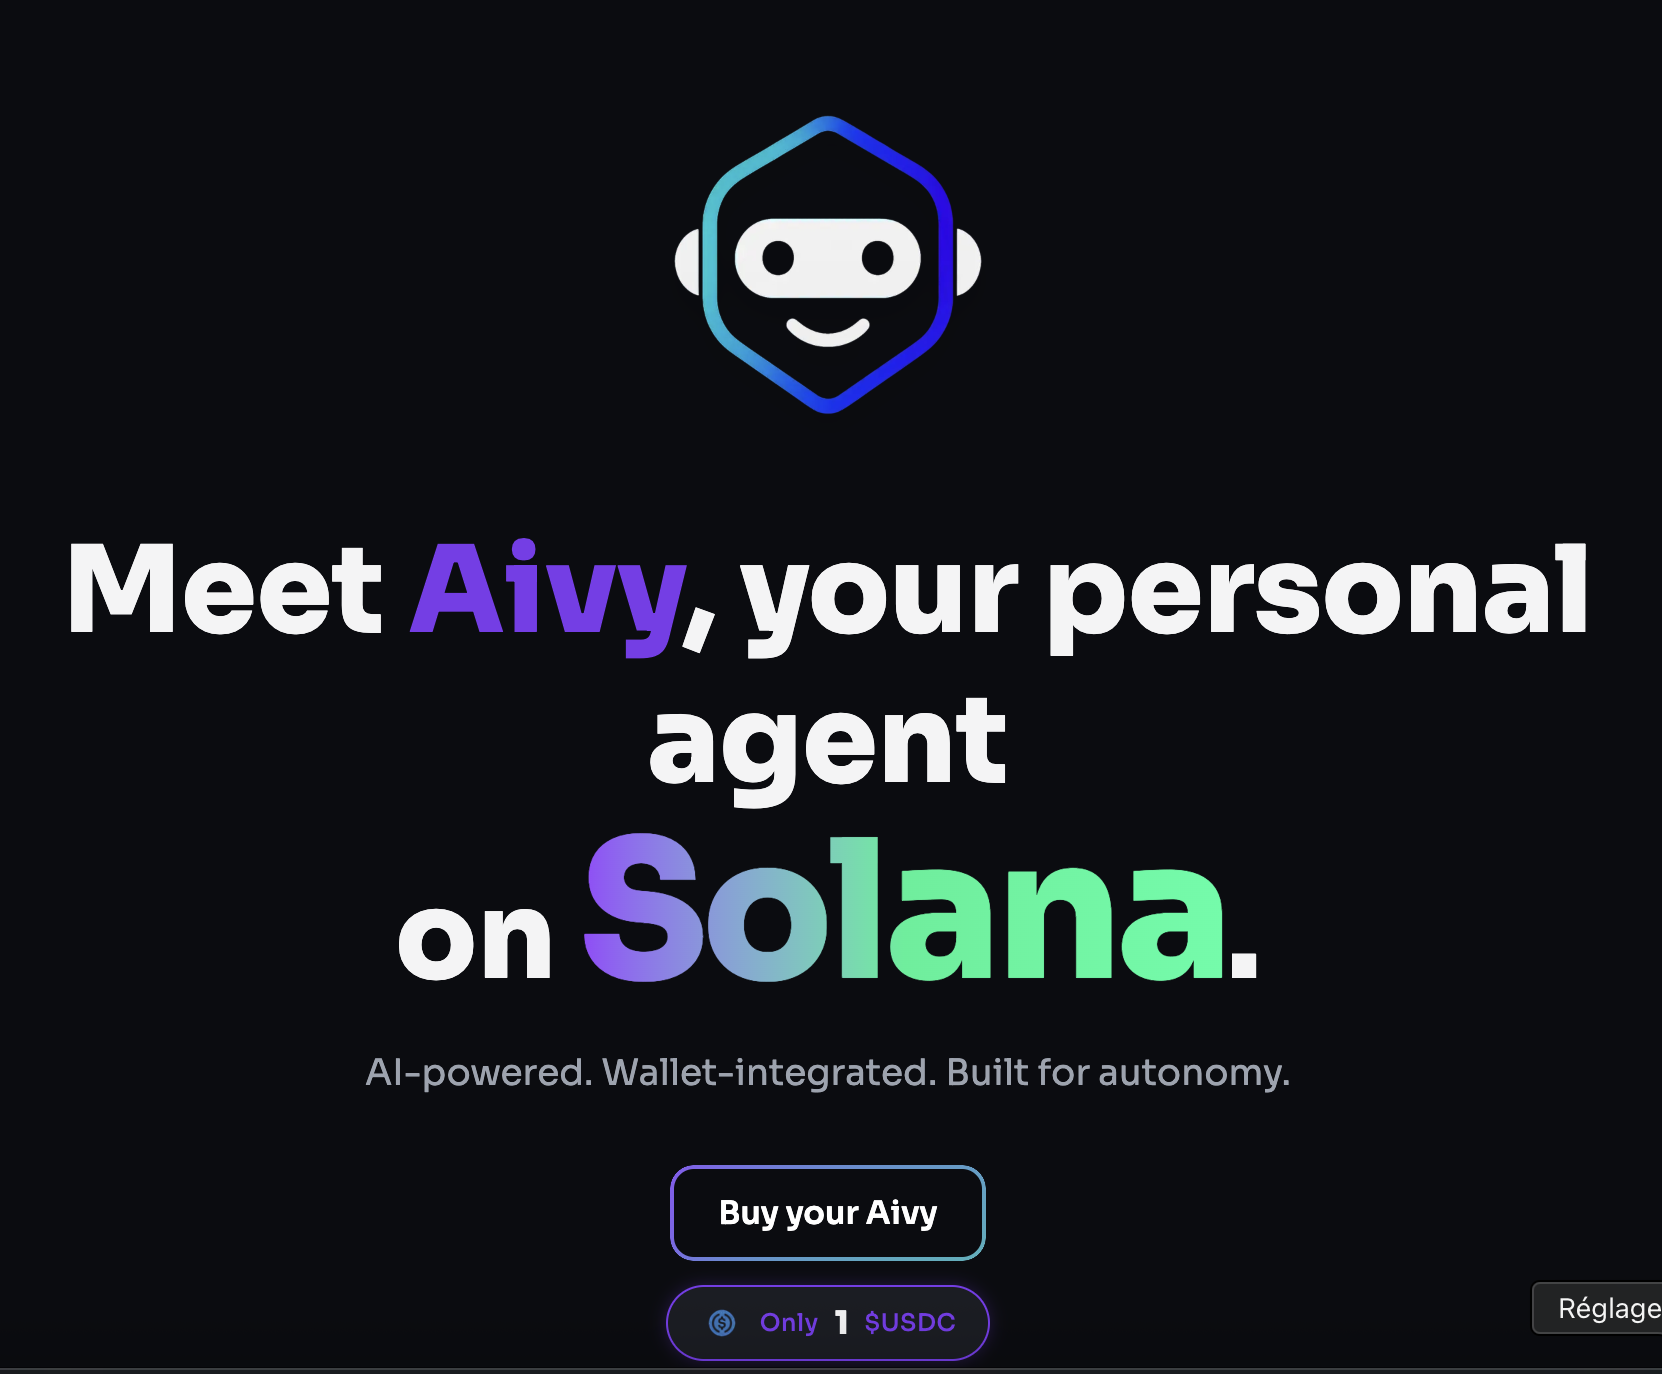 Meet Aivy, your personal
agent
on Solana.
AI-powered. Wallet-integrated. Built for autonomy.
Buy your Aivy
Only 1 $USDC
Réglage